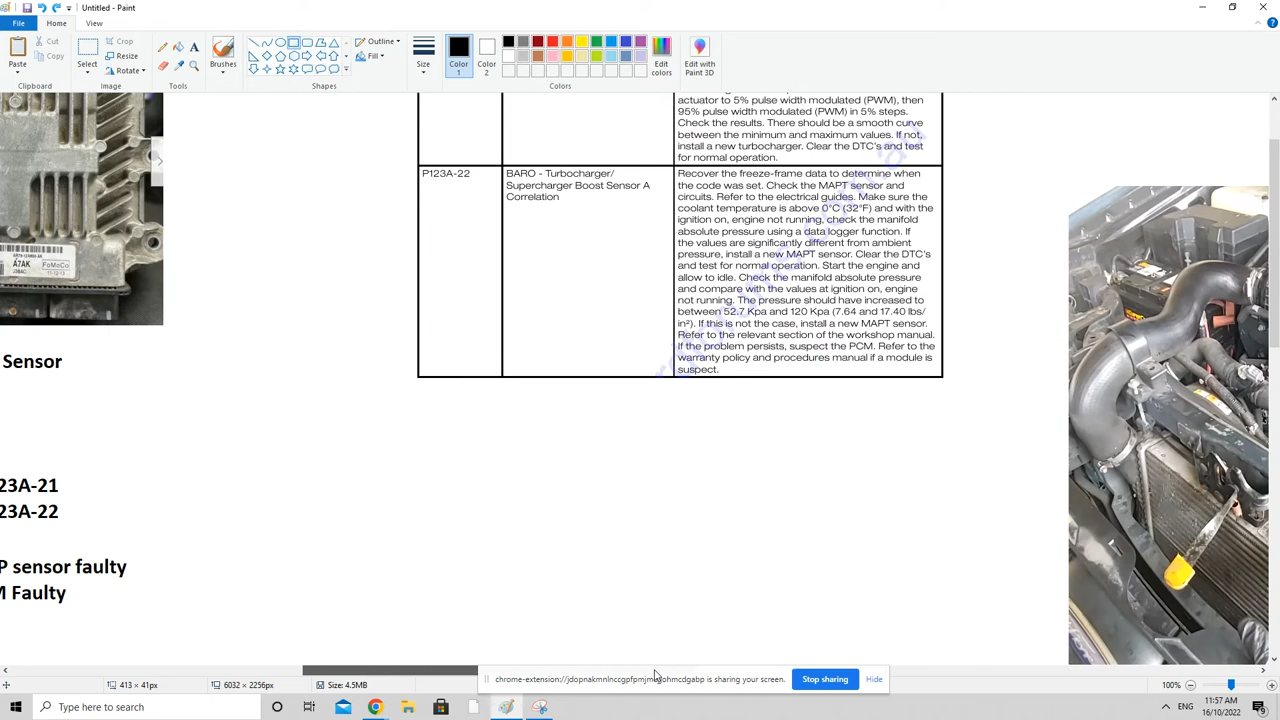 Untitled - Paint
File
Home
View
Paste
Cut
Copy
Clipboard
Select
Crop
Resize
Rotate
Image
Tools
Brushes
Shapes
Outline
Fill
Size
Color 1
Color 2
Colors
Edit colors
Edit with Paint 3D
actuator to 5% pulse width modulated (PWM), then
95% pulse width modulated (PWM) in 5% steps.
Check the results. There should be a smooth curve
between the minimum and maximum values. If not,
install a new turbocharger. Clear the DTC's and test
for normal operation.
P123A-22
BARO - Turbocharger/
Supercharger Boost Sensor A
Correlation
Recover the freeze-frame data to determine when
the code was set. Check the MAPT sensor and
circuits. Refer to the electrical guides. Make sure the
coolant temperature is above 0°C (32°F) and with the
ignition on, engine not running, check the manifold
absolute pressure using a data logger function. If
the values are significantly different from ambient
pressure, install a new MAPT sensor. Clear the DTC's
and test for normal operation. Start the engine and
allow to idle. Check the manifold absolute pressure
and compare with the values at ignition on, engine
not running. The pressure should have increased to
between 52.7 Kpa and 120 Kpa (7.64 and 17.40 lbs/
in²). If this is not the case, install a new MAPT sensor.
Refer to the relevant section of the workshop manual.
If the problem persists, suspect the PCM. Refer to the
warranty policy and procedures manual if a module is
suspect.
A7AK
FoMoCo
Sensor
23A-21
23A-22
P sensor faulty
M Faulty
is sharing your screen.
Stop sharing
Hide
413 × 41px
6032 × 2256px
Size: 4.5MB
100%
Type here to search
ENG
11:57 AM
16/10/2022